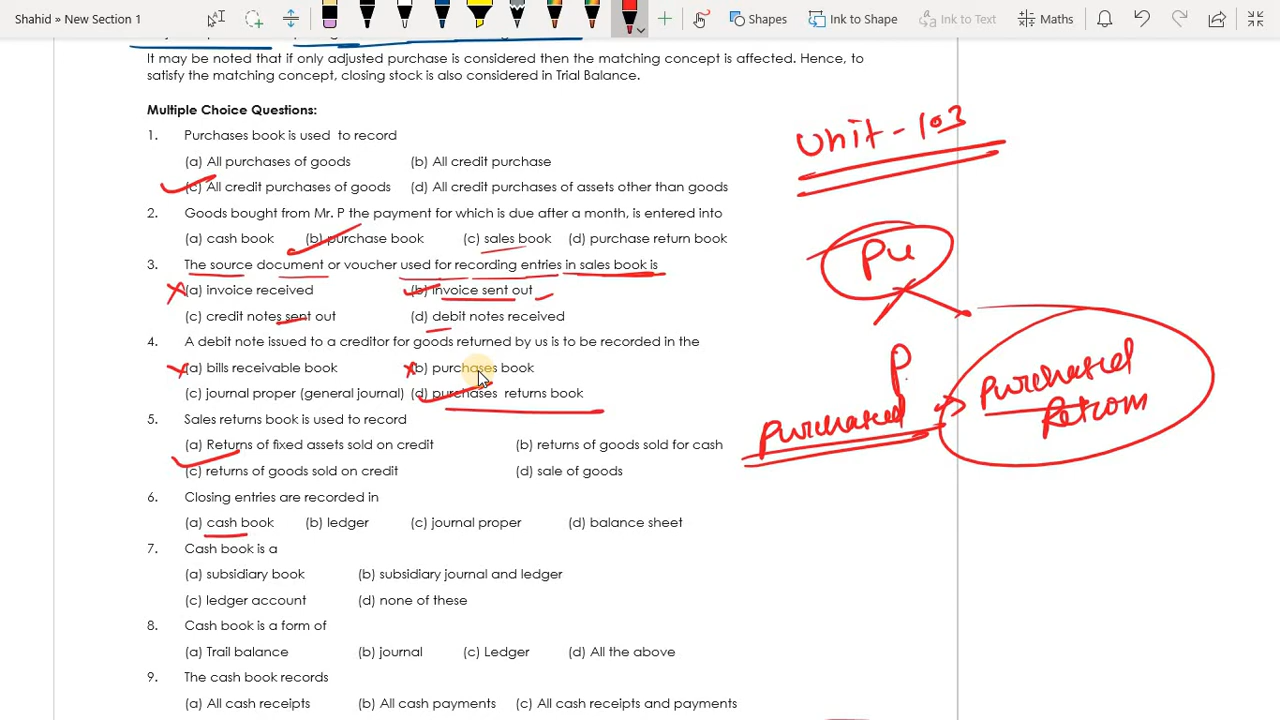 Shahid » New Section 1
Shapes
Ink to Shape
Ink to Text
Maths
It may be noted that if only adjusted purchase is considered then the matching concept is affected. Hence, to
satisfy the matching concept, closing stock is also considered in Trial Balance.
Multiple Choice Questions:
1. Purchases book is used to record
(a) All purchases of goods (b) All credit purchase
(c) All credit purchases of goods (d) All credit purchases of assets other than goods
2. Goods bought from Mr. P the payment for which is due after a month, is entered into
(a) cash book (b) purchase book (c) sales book (d) purchase return book
3. The source document or voucher used for recording entries in sales book is
(a) invoice received (b) invoice sent out
(c) credit notes sent out (d) debit notes received
4. A debit note issued to a creditor for goods returned by us is to be recorded in the
(a) bills receivable book (b) purchases book
(c) journal proper (general journal) (d) purchases returns book
5. Sales returns book is used to record
(a) Returns of fixed assets sold on credit (b) returns of goods sold for cash
(c) returns of goods sold on credit (d) sale of goods
6. Closing entries are recorded in
(a) cash book (b) ledger (c) journal proper (d) balance sheet
7. Cash book is a
(a) subsidiary book (b) subsidiary journal and ledger
(c) ledger account (d) none of these
8. Cash book is a form of
(a) Trail balance (b) journal (c) Ledger (d) All the above
9. The cash book records
(a) All cash receipts (b) All cash payments (c) All cash receipts and payments
Unit - 103
PU
P
Purchased
Purchased